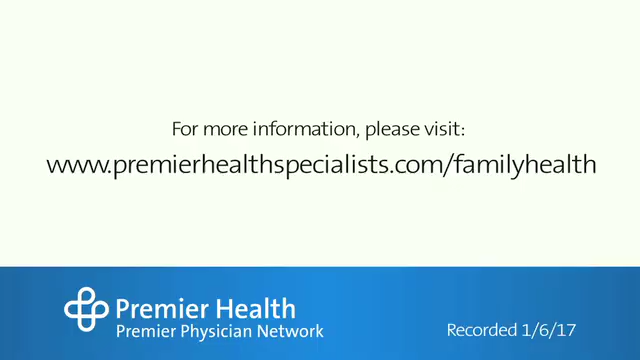 For more information, please visit:
www.premierhealthspecialists.com/familyhealth
Premier Health
Premier Physician Network
Recorded 1/6/17